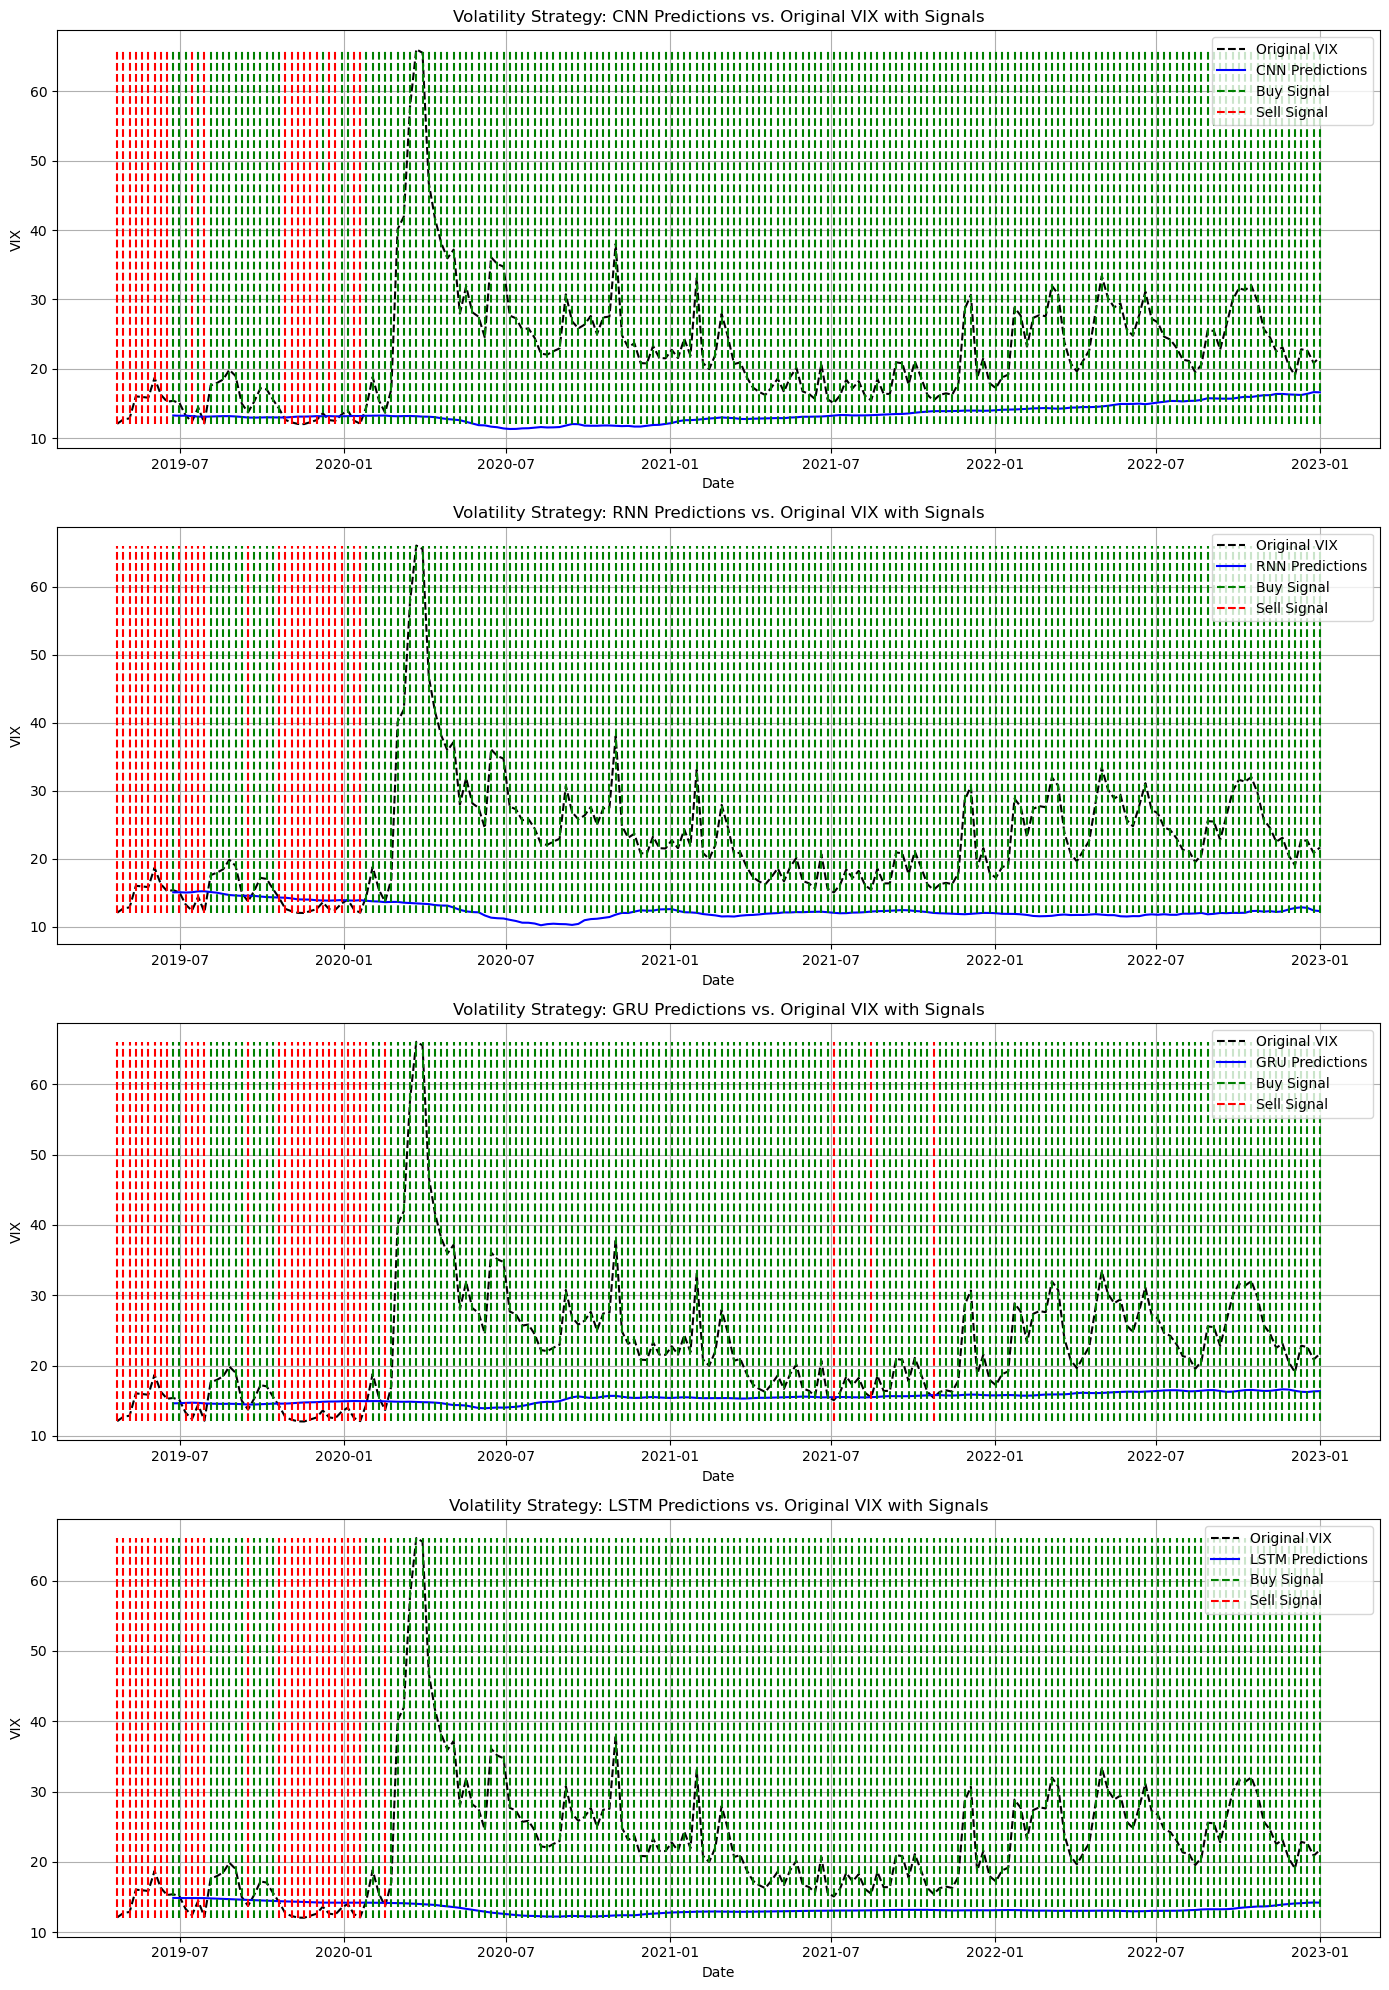 Volatility Strategy: CNN Predictions vs. Original VIX with Signals
Original VIX
CNN Predictions
Buy Signal
Sell Signal
VIX
60
50
40
30
20
10
2019-07 2020-01 2020-07 2021-01 2021-07 2022-01 2022-07 2023-01
Date
Volatility Strategy: RNN Predictions vs. Original VIX with Signals
Original VIX
RNN Predictions
Buy Signal
Sell Signal
VIX
60
50
40
30
20
10
2019-07 2020-01 2020-07 2021-01 2021-07 2022-01 2022-07 2023-01
Date
Volatility Strategy: GRU Predictions vs. Original VIX with Signals
Original VIX
GRU Predictions
Buy Signal
Sell Signal
VIX
60
50
40
30
20
10
2019-07 2020-01 2020-07 2021-01 2021-07 2022-01 2022-07 2023-01
Date
Volatility Strategy: LSTM Predictions vs. Original VIX with Signals
Original VIX
LSTM Predictions
Buy Signal
Sell Signal
VIX
60
50
40
30
20
10
2019-07 2020-01 2020-07 2021-01 2021-07 2022-01 2022-07 2023-01
Date